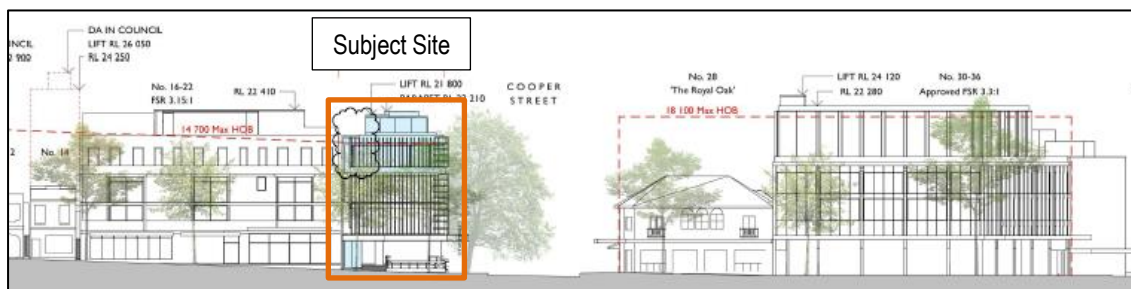 DA IN COUNCIL
LIFT RL 26 050
RL 24 250
No. 16-22
FSR 3.15:1
RL 22 410
14 700 Max HOB
No. 14
Subject Site
LIFT RL 21 800
COOPER
STREET
No. 28
'The Royal Oak'
18 100 Max HOB
LIFT RL 24 120
RL 22 280
No. 30-36
Approved FSR 3.3:1